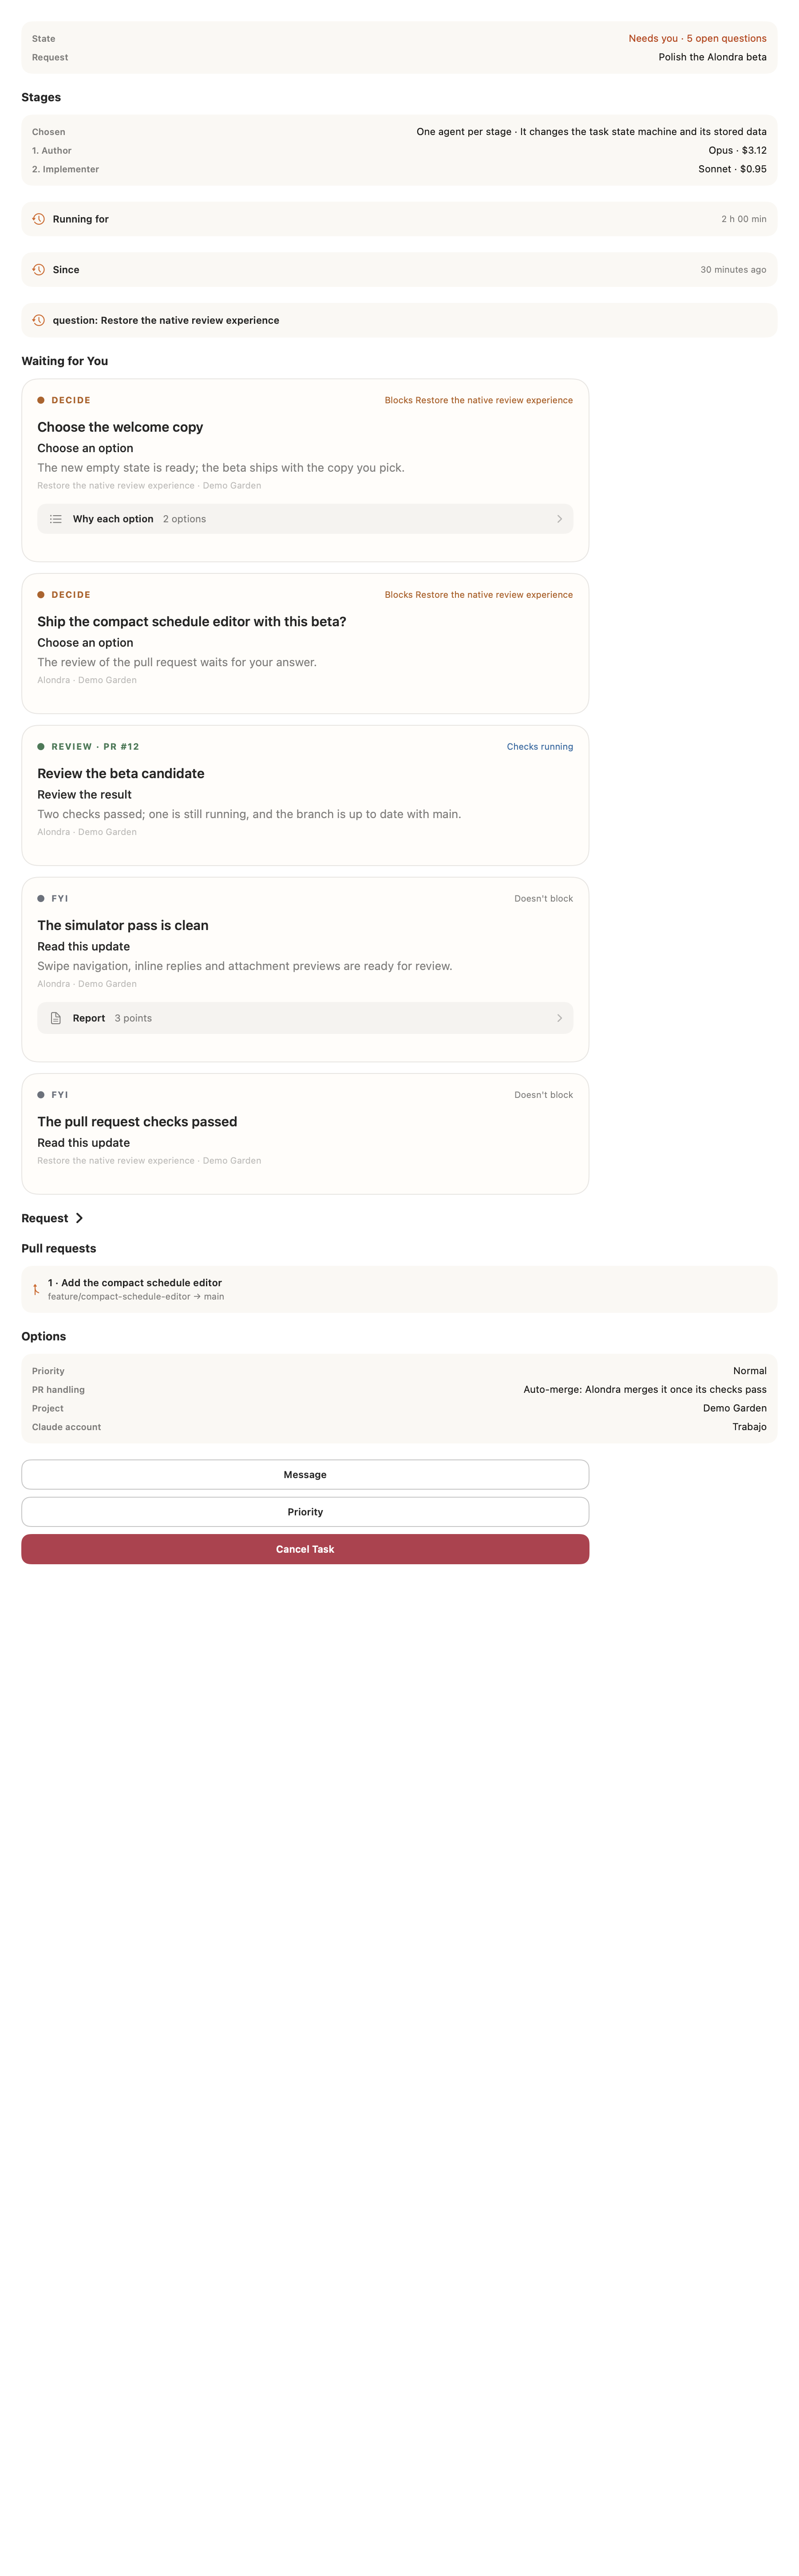 State
Needs you · 5 open questions
Request
Polish the Alondra beta
Stages
Chosen
One agent per stage · It changes the task state machine and its stored data
1. Author
Opus · $3.12
2. Implementer
Sonnet · $0.95
Running for
2 h 00 min
Since
30 minutes ago
question: Restore the native review experience
Waiting for You
DECIDE
Blocks Restore the native review experience
Choose the welcome copy
Choose an option
The new empty state is ready; the beta ships with the copy you pick.
Restore the native review experience · Demo Garden
Why each option 2 options
DECIDE
Blocks Restore the native review experience
Ship the compact schedule editor with this beta?
Choose an option
The review of the pull request waits for your answer.
Alondra · Demo Garden
REVIEW · PR #12
Checks running
Review the beta candidate
Review the result
Two checks passed; one is still running, and the branch is up to date with main.
Alondra · Demo Garden
FYI
Doesn't block
The simulator pass is clean
Read this update
Swipe navigation, inline replies and attachment previews are ready for review.
Alondra · Demo Garden
Report 3 points
FYI
Doesn't block
The pull request checks passed
Read this update
Restore the native review experience · Demo Garden
Request
Pull requests
1 · Add the compact schedule editor
feature/compact-schedule-editor → main
Options
Priority
Normal
PR handling
Auto-merge: Alondra merges it once its checks pass
Project
Demo Garden
Claude account
Trabajo
Message
Priority
Cancel Task